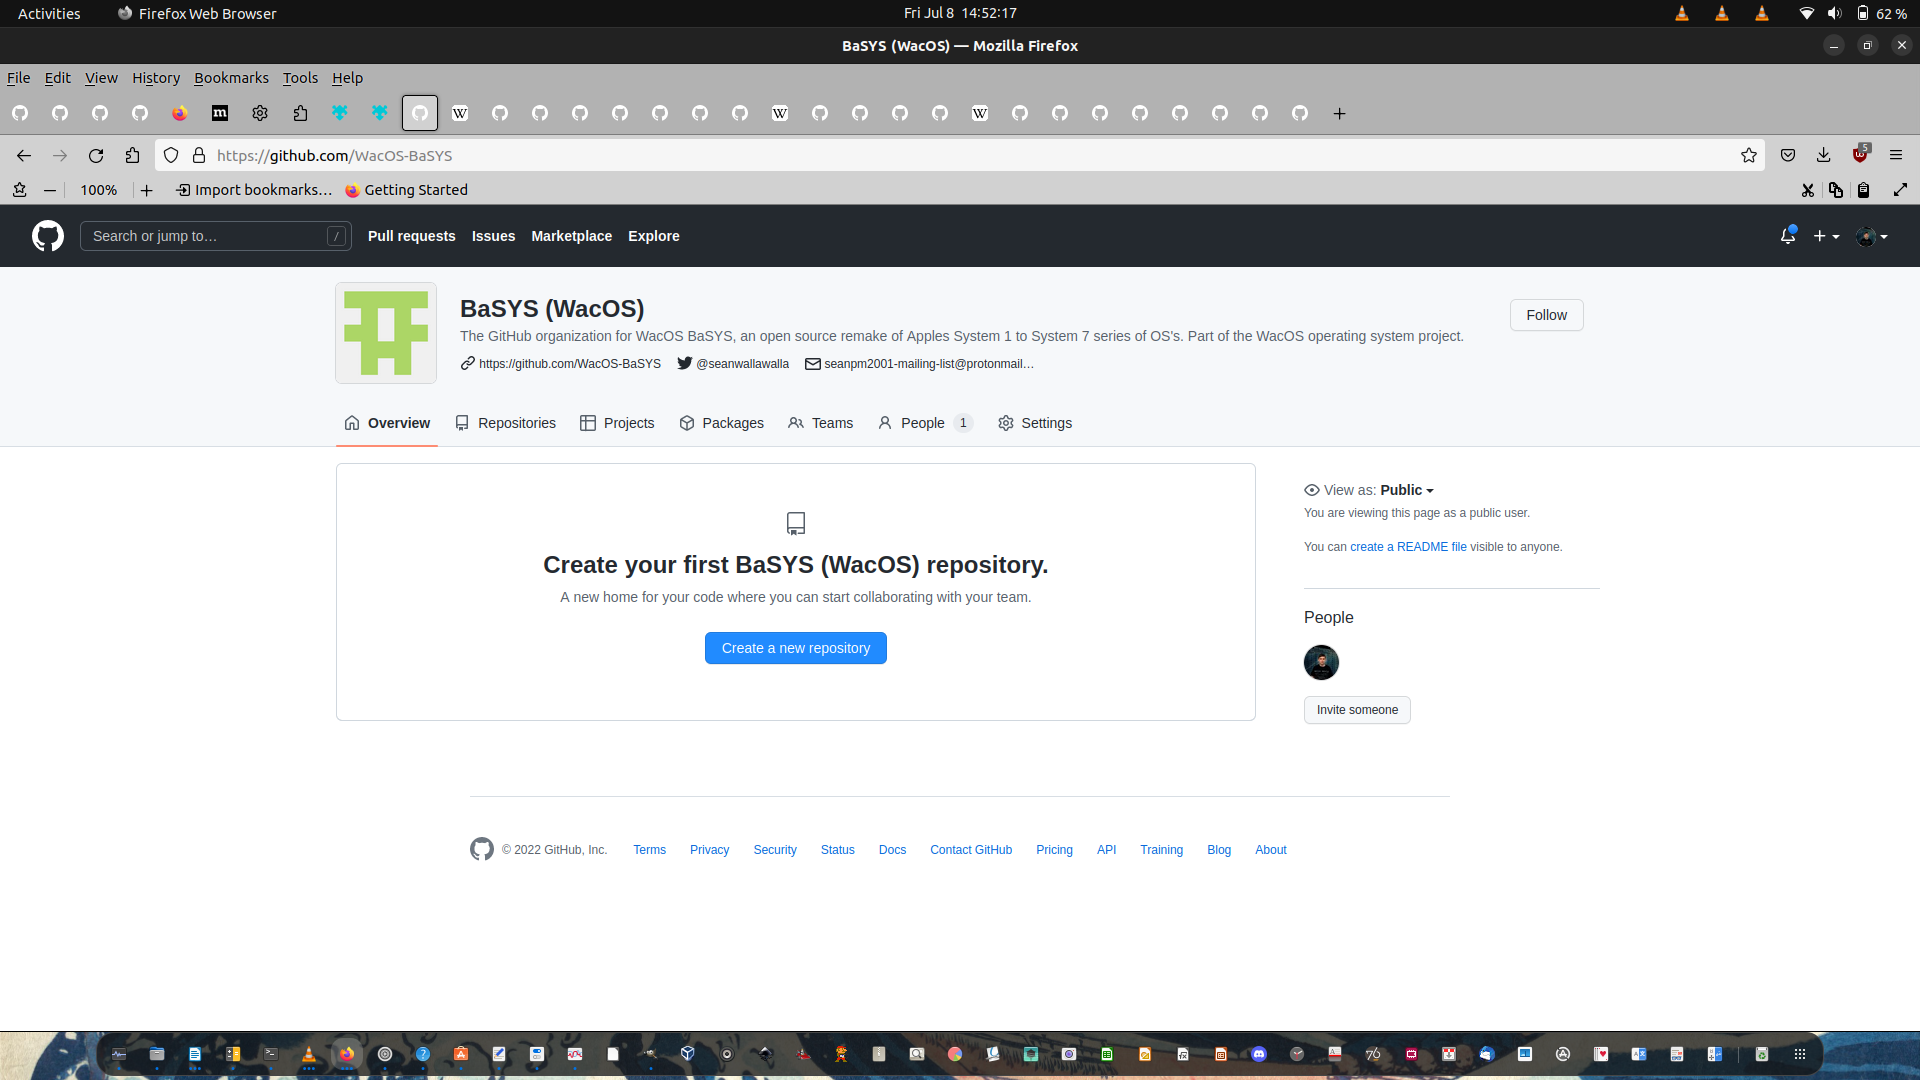 Activities
Firefox Web Browser
Fri Jul 8 14:52:17
62 %
BaSYS (WacOS) — Mozilla Firefox
File Edit View History Bookmarks Tools Help
https://github.com/WacOS-BaSYS
5
100%
Import bookmarks…
Getting Started
Search or jump to…
/
Pull requests
Issues
Marketplace
Explore
BaSYS (WacOS)
The GitHub organization for WacOS BaSYS, an open source remake of Apples System 1 to System 7 series of OS's. Part of the WacOS operating system project.
Follow
https://github.com/WacOS-BaSYS
@seanwallawalla
seanpm2001-mailing-list@protonmail…
Overview
Repositories
Projects
Packages
Teams
People 1
Settings
Create your first BaSYS (WacOS) repository.
A new home for your code where you can start collaborating with your team.
Create a new repository
View as: Public
You are viewing this page as a public user.
You can create a README file visible to anyone.
People
Invite someone
© 2022 GitHub, Inc.
Terms
Privacy
Security
Status
Docs
Contact GitHub
Pricing
API
Training
Blog
About